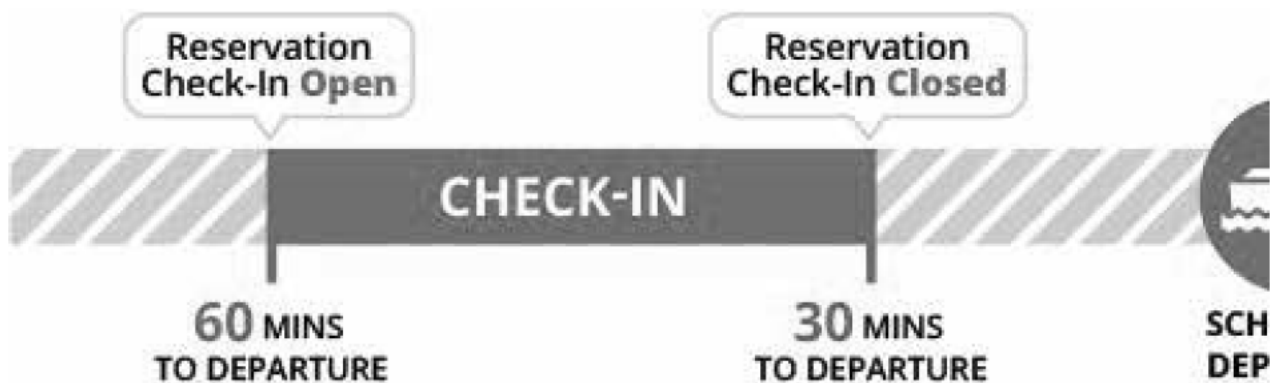 Reservation
Check-In Open
Reservation
Check-In Closed
CHECK-IN
60 MINS
TO DEPARTURE
30 MINS
TO DEPARTURE
SCH
DEP